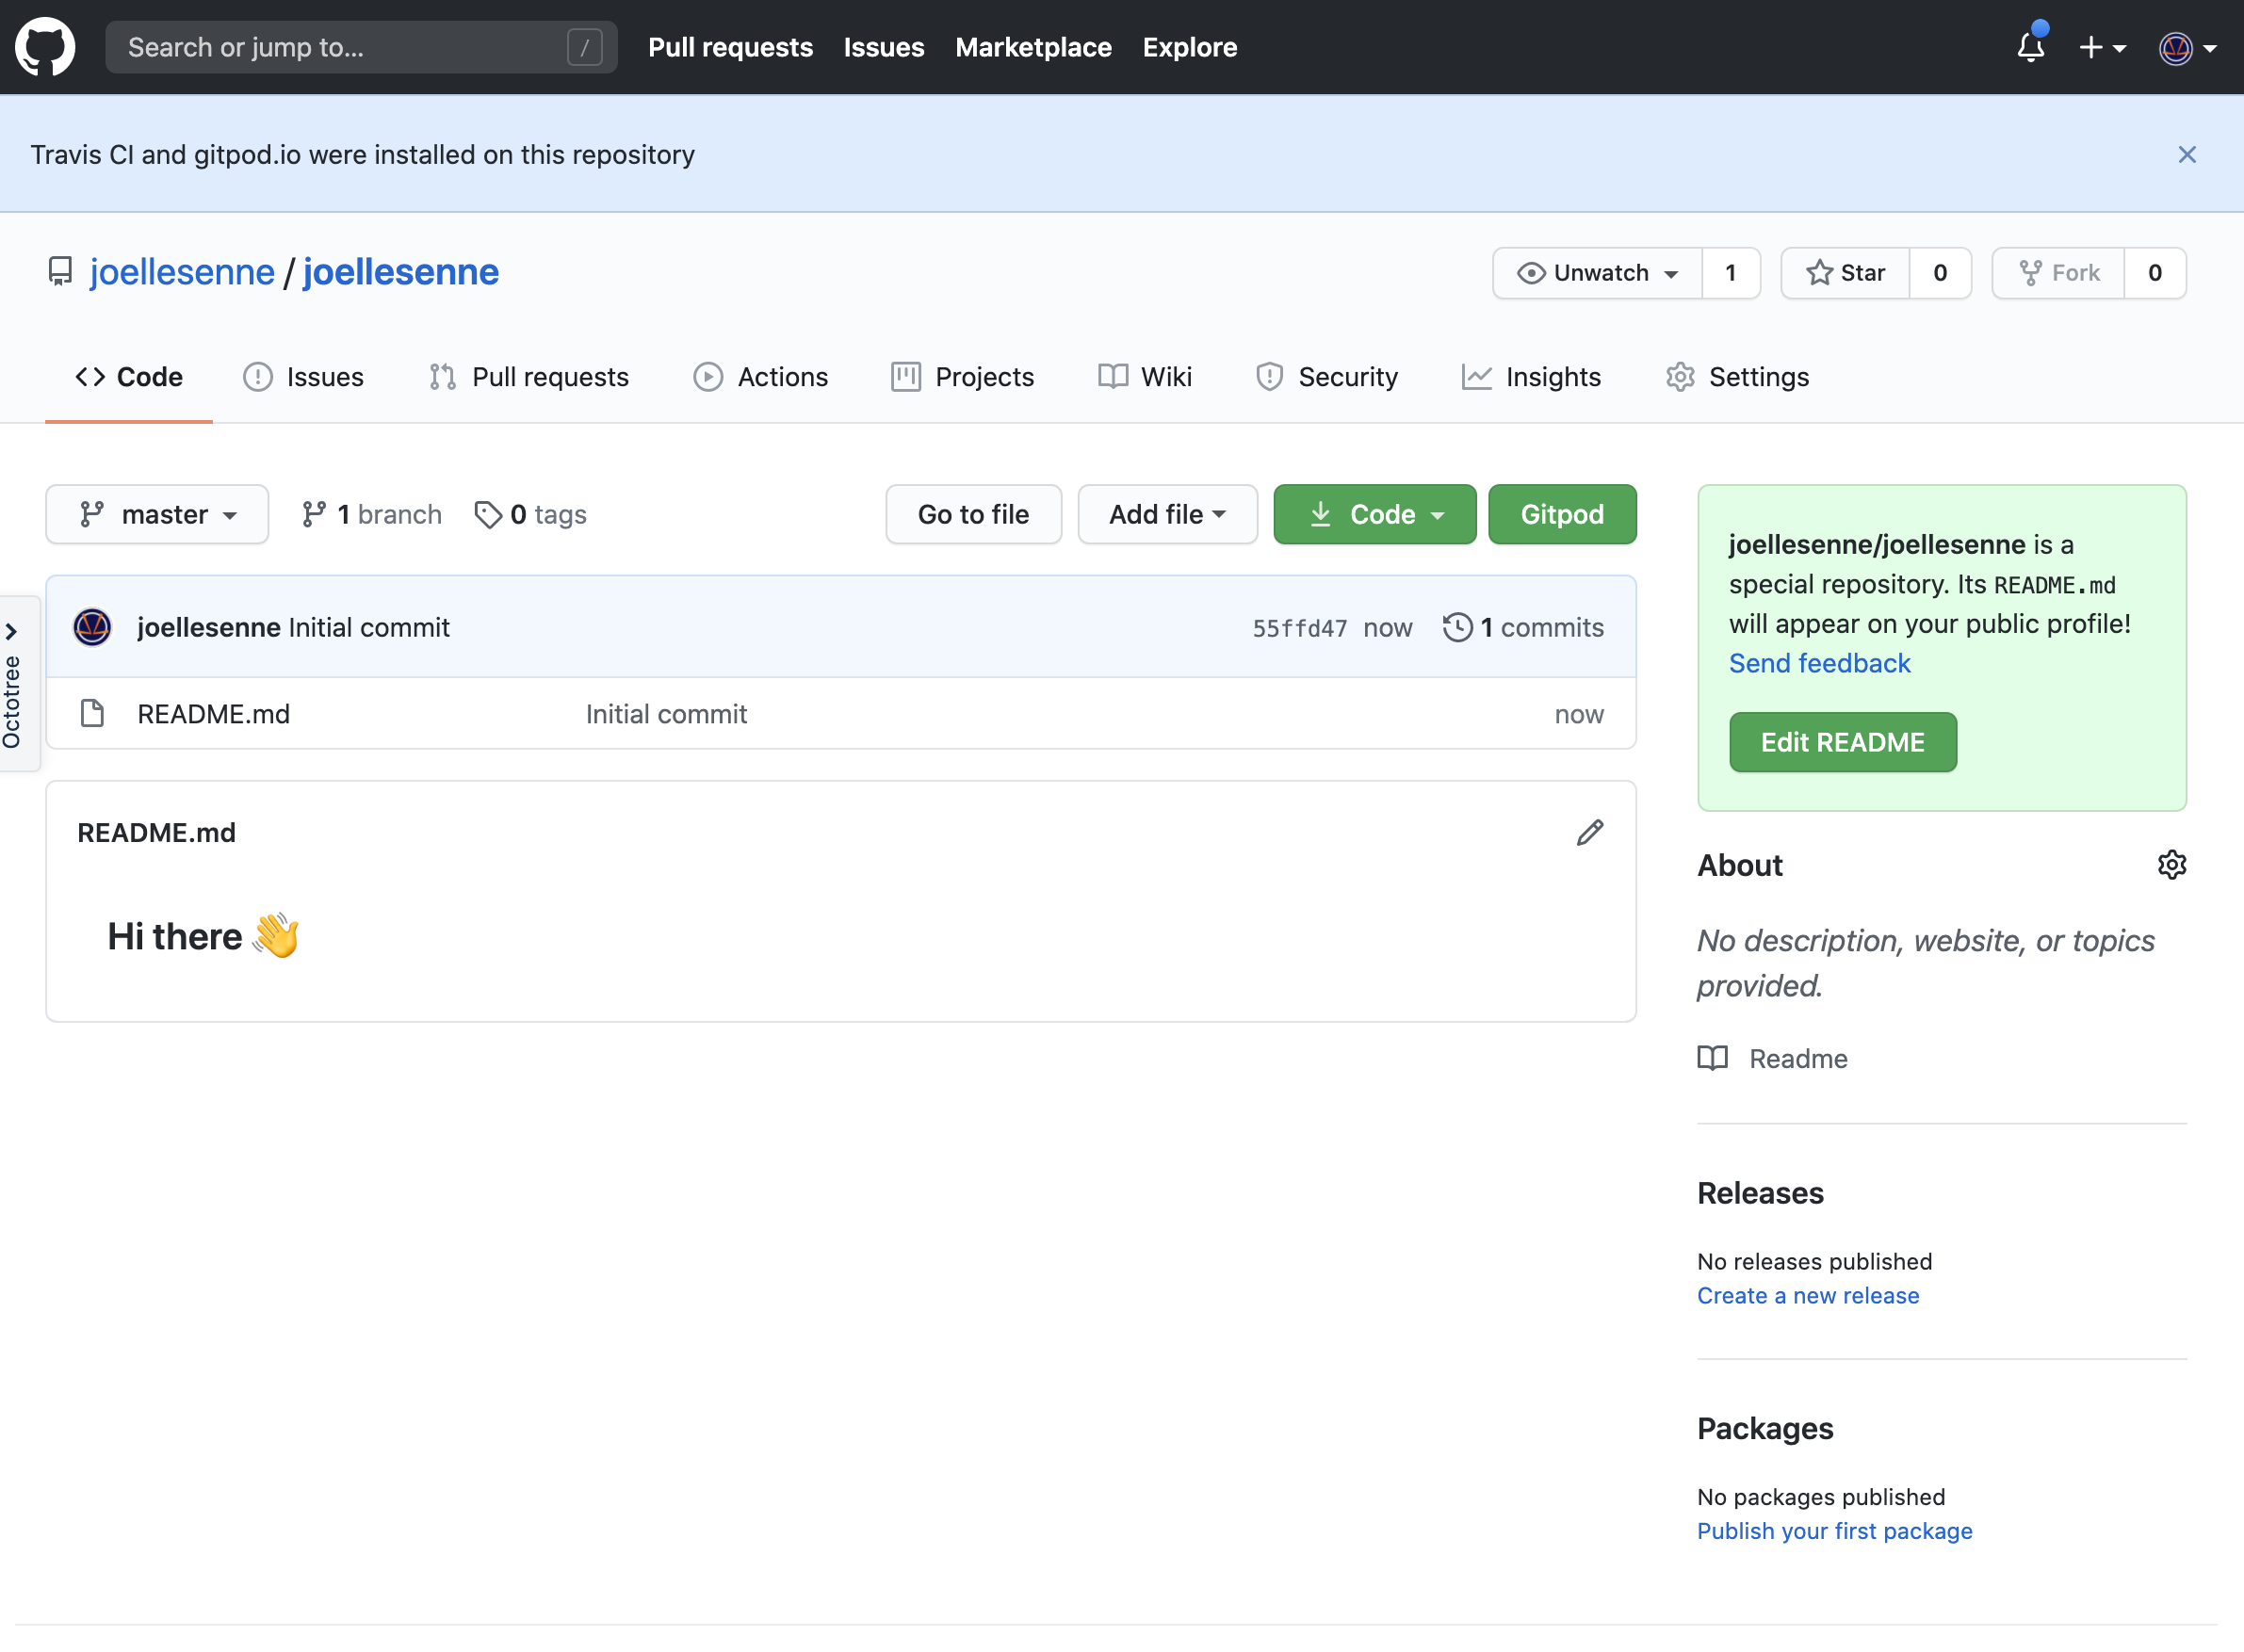 Search or jump to...
/
Pull requests
Issues
Marketplace
Explore
Travis CI and gitpod.io were installed on this repository
joellesenne / joellesenne
Unwatch
1
Star
0
Fork
0
Code
Issues
Pull requests
Actions
Projects
Wiki
Security
Insights
Settings
master
1 branch
0 tags
Go to file
Add file
Code
Gitpod
Octotree
joellesenne Initial commit
55ffd47 now
1 commits
README.md
Initial commit
now
README.md
Hi there 👋
joellesenne/joellesenne is a
special repository. Its README.md
will appear on your public profile!
Send feedback
Edit README
About
No description, website, or topics
provided.
Readme
Releases
No releases published
Create a new release
Packages
No packages published
Publish your first package